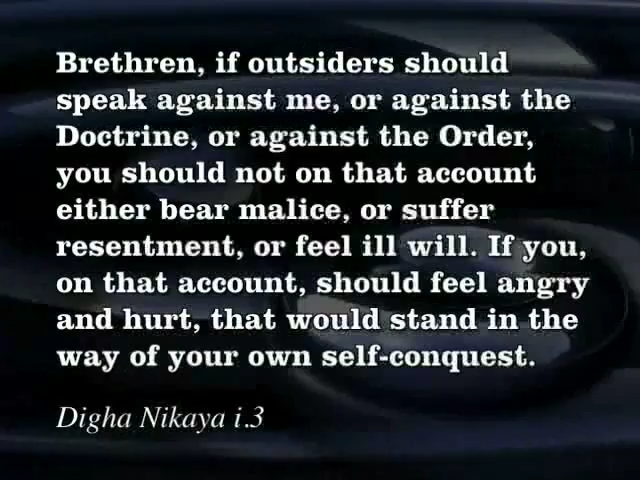 Brethren, if outsiders should
speak against me, or against the
Doctrine, or against the Order,
you should not on that account
either bear malice, or suffer
resentment, or feel ill will. If you,
on that account, should feel angry
and hurt, that would stand in the
way of your own self-conquest.
Digha Nikaya i.3